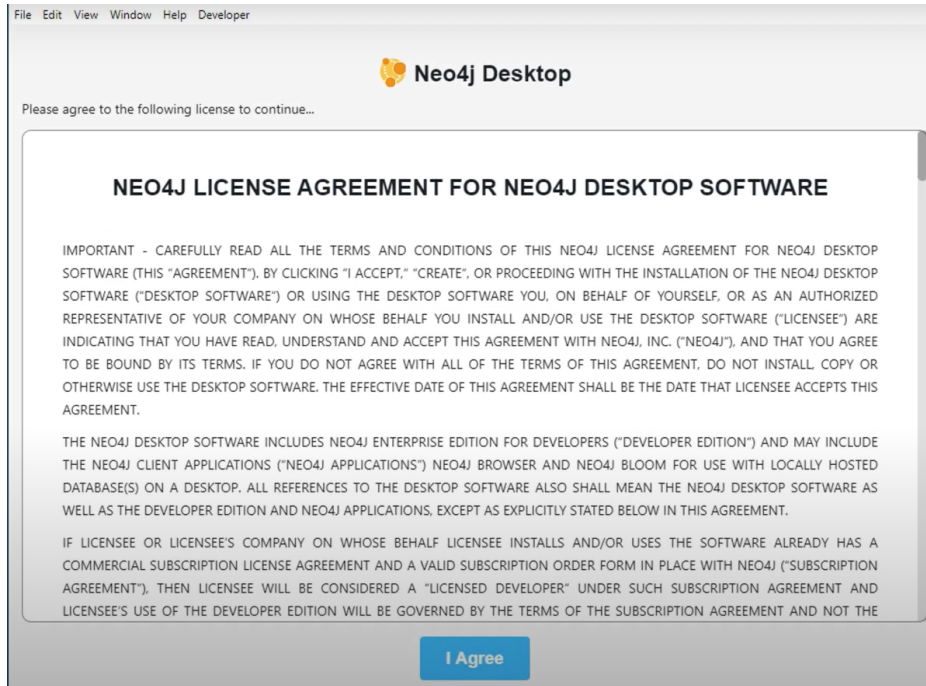 File Edit View Window Help Developer
Neo4j Desktop
Please agree to the following license to continue...
NEO4J LICENSE AGREEMENT FOR NEO4J DESKTOP SOFTWARE
IMPORTANT - CAREFULLY READ ALL THE TERMS AND CONDITIONS OF THIS NEO4J LICENSE AGREEMENT FOR NEO4J DESKTOP
SOFTWARE (THIS "AGREEMENT"). BY CLICKING "I ACCEPT," "CREATE", OR PROCEEDING WITH THE INSTALLATION OF THE NEO4J DESKTOP
SOFTWARE ("DESKTOP SOFTWARE") OR USING THE DESKTOP SOFTWARE YOU, ON BEHALF OF YOURSELF, OR AS AN AUTHORIZED
REPRESENTATIVE OF YOUR COMPANY ON WHOSE BEHALF YOU INSTALL AND/OR USE THE DESKTOP SOFTWARE ("LICENSEE") ARE
INDICATING THAT YOU HAVE READ, UNDERSTAND AND ACCEPT THIS AGREEMENT WITH NEO4J, INC. ("NEO4J"), AND THAT YOU AGREE
TO BE BOUND BY ITS TERMS. IF YOU DO NOT AGREE WITH ALL OF THE TERMS OF THIS AGREEMENT, DO NOT INSTALL, COPY OR
OTHERWISE USE THE DESKTOP SOFTWARE. THE EFFECTIVE DATE OF THIS AGREEMENT SHALL BE THE DATE THAT LICENSEE ACCEPTS THIS
AGREEMENT.
THE NEO4J DESKTOP SOFTWARE INCLUDES NEO4J ENTERPRISE EDITION FOR DEVELOPERS ("DEVELOPER EDITION") AND MAY INCLUDE
THE NEO4J CLIENT APPLICATIONS ("NEO4J APPLICATIONS") NEO4J BROWSER AND NEO4J BLOOM FOR USE WITH LOCALLY HOSTED
DATABASE(S) ON A DESKTOP. ALL REFERENCES TO THE DESKTOP SOFTWARE ALSO SHALL MEAN THE NEO4J DESKTOP SOFTWARE AS
WELL AS THE DEVELOPER EDITION AND NEO4J APPLICATIONS, EXCEPT AS EXPLICITLY STATED BELOW IN THIS AGREEMENT.
IF LICENSEE OR LICENSEE'S COMPANY ON WHOSE BEHALF LICENSEE INSTALLS AND/OR USES THE SOFTWARE ALREADY HAS A
COMMERCIAL SUBSCRIPTION LICENSE AGREEMENT AND A VALID SUBSCRIPTION ORDER FORM IN PLACE WITH NEO4J ("SUBSCRIPTION
AGREEMENT"), THEN LICENSEE WILL BE CONSIDERED A "LICENSED DEVELOPER" UNDER SUCH SUBSCRIPTION AGREEMENT AND
LICENSEE'S USE OF THE DEVELOPER EDITION WILL BE GOVERNED BY THE TERMS OF THE SUBSCRIPTION AGREEMENT AND NOT THE
I Agree